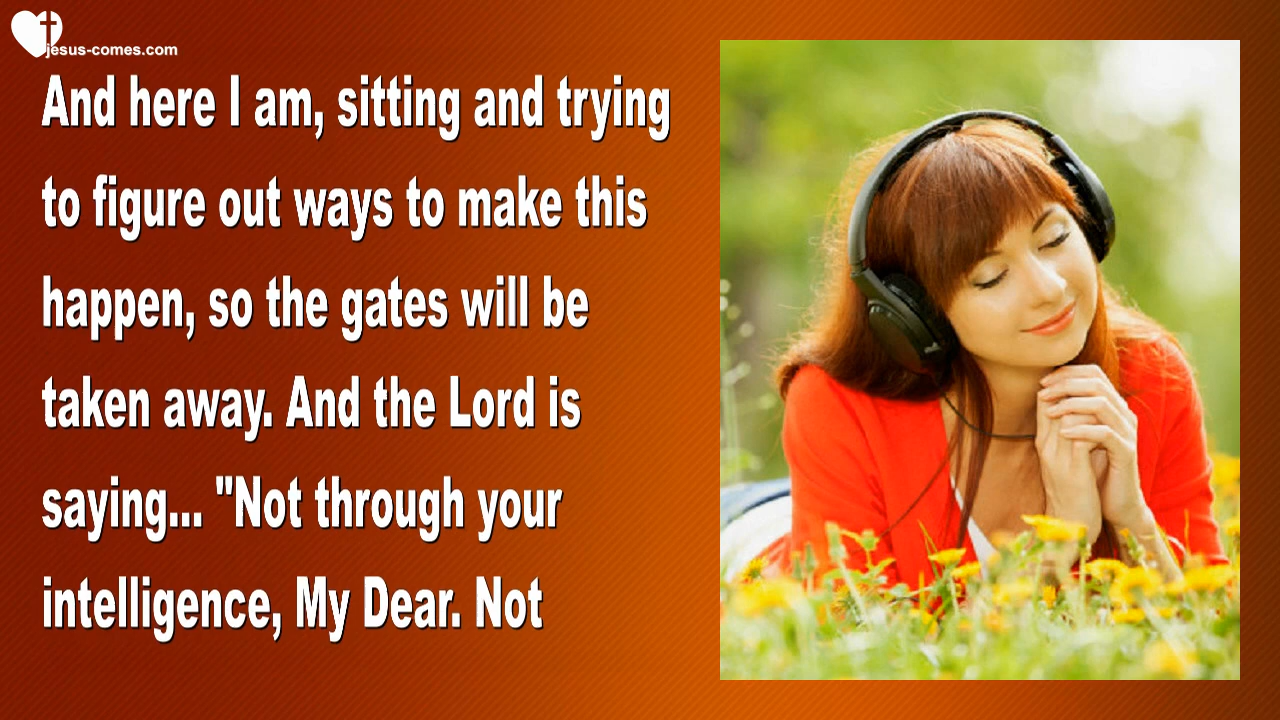 jesus-comes.com
And here I am, sitting and trying
to figure out ways to make this
happen, so the gates will be
taken away. And the Lord is
saying... "Not through your
intelligence, My Dear. Not